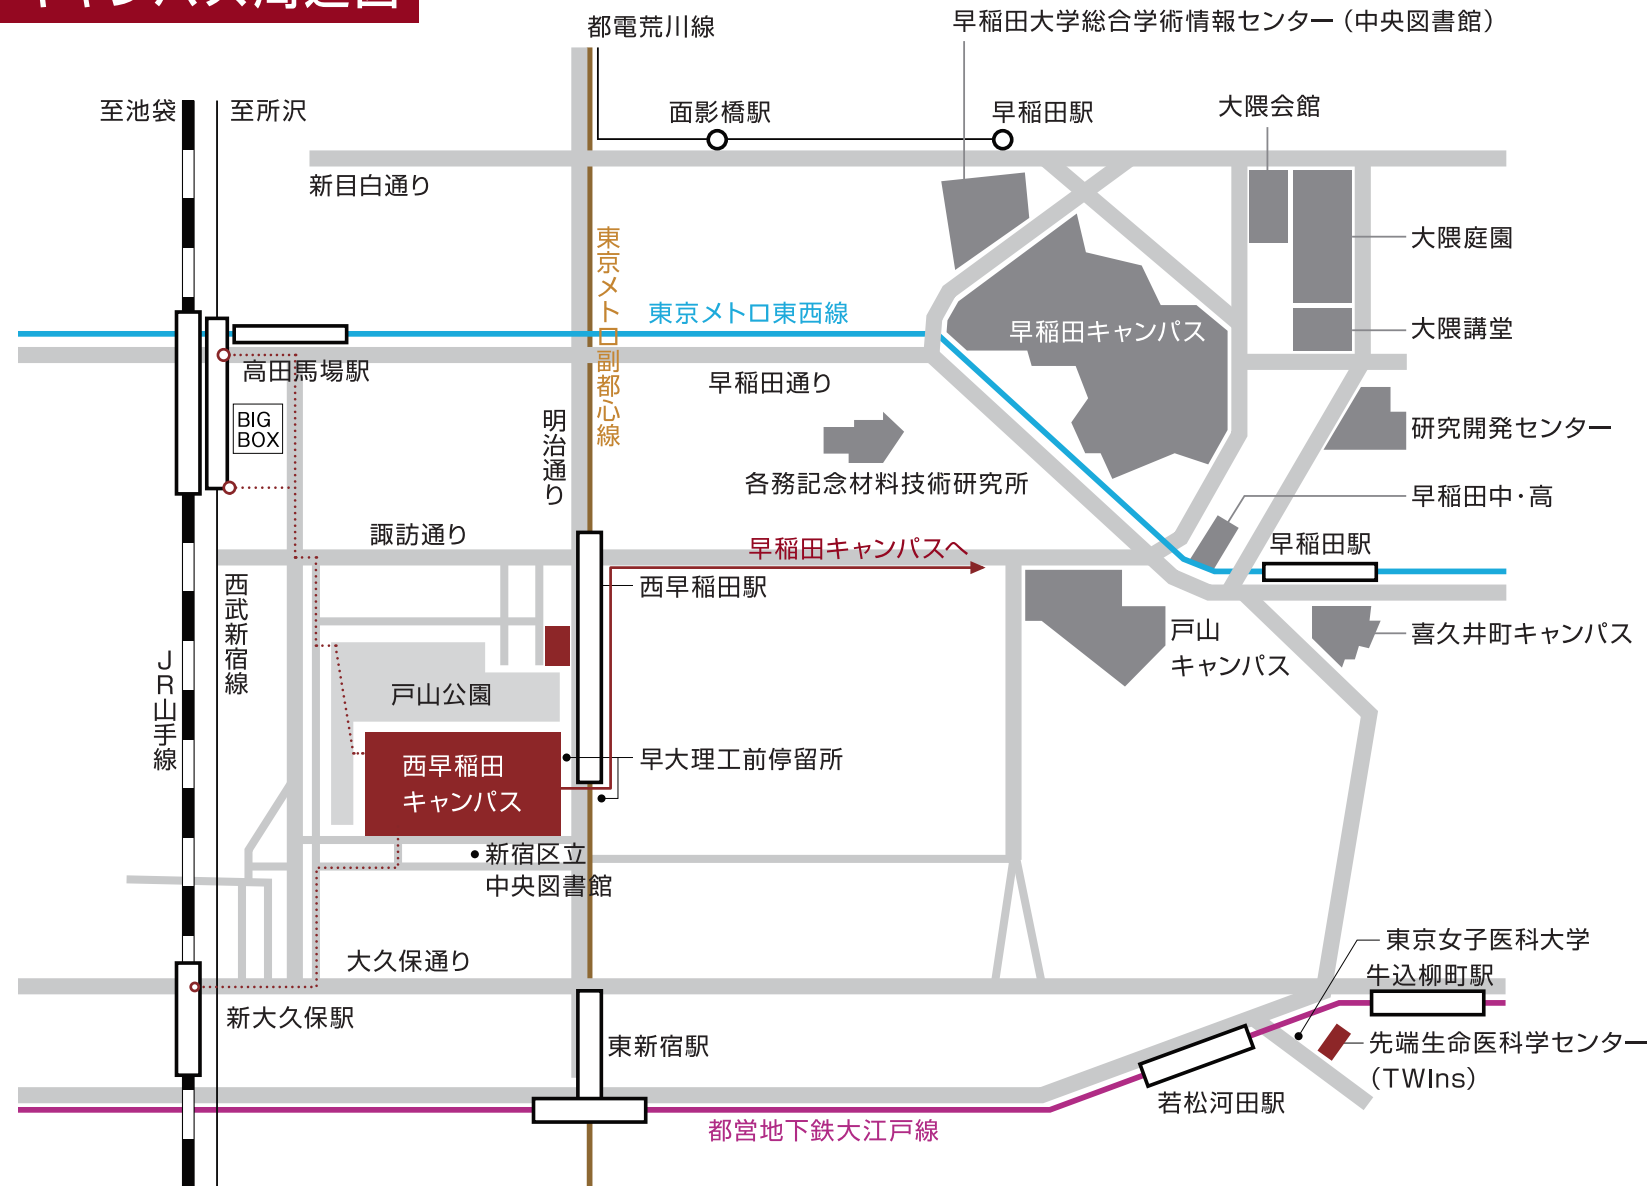 キャンパス周辺図
都電荒川線
早稲田大学総合学術情報センター（中央図書館）
至池袋
至所沢
面影橋駅
早稲田駅
大隈会館
新目白通り
東京メトロ副都心線
大隈庭園
東京メトロ東西線
早稲田キャンパス
大隈講堂
高田馬場駅
早稲田通り
BIG
BOX
明治通り
研究開発センター
各務記念材料技術研究所
早稲田中・高
諏訪通り
早稲田キャンパスへ
早稲田駅
西武新宿線
西早稲田駅
戸山
キャンパス
喜久井町キャンパス
JR山手線
戸山公園
西早稲田
キャンパス
早大理工前停留所
新宿区立
中央図書館
大久保通り
東京女子医科大学
牛込柳町駅
新大久保駅
東新宿駅
先端生命医科学センター
（TWIns）
若松河田駅
都営地下鉄大江戸線